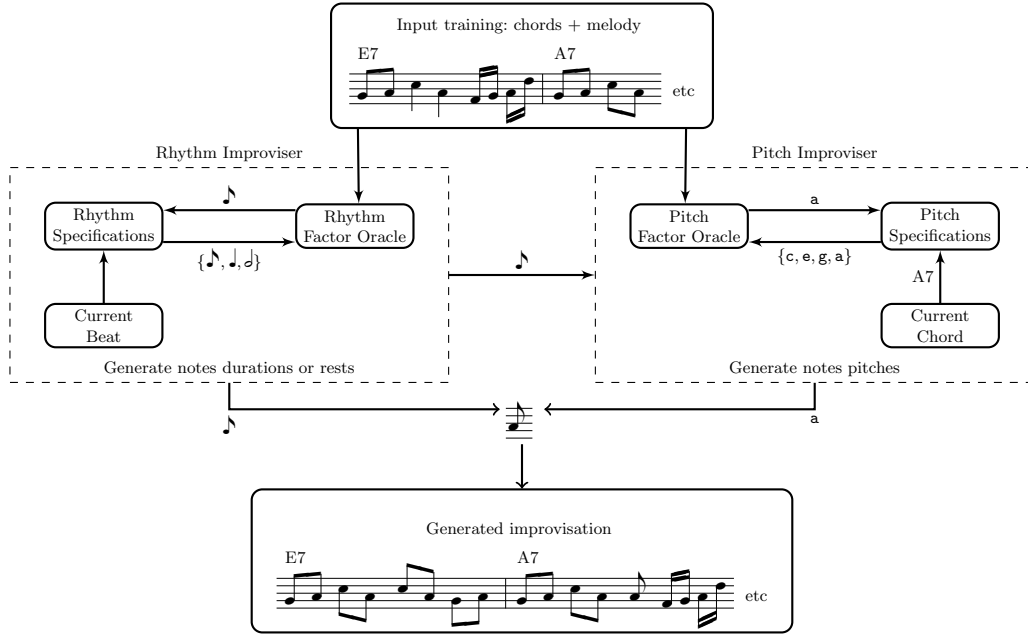 Input training: chords + melody
E7 A7
etc
Rhythm Improviser
Pitch Improviser
Rhythm
Specifications
Rhythm
Factor Oracle
{♪, ♩, 𝅗𝅥}
Current
Beat
Generate notes durations or rests
Pitch
Factor Oracle
a
Pitch
Specifications
{c, e, g, a}
A7
Current
Chord
Generate notes pitches
a
Generated improvisation
E7 A7
etc